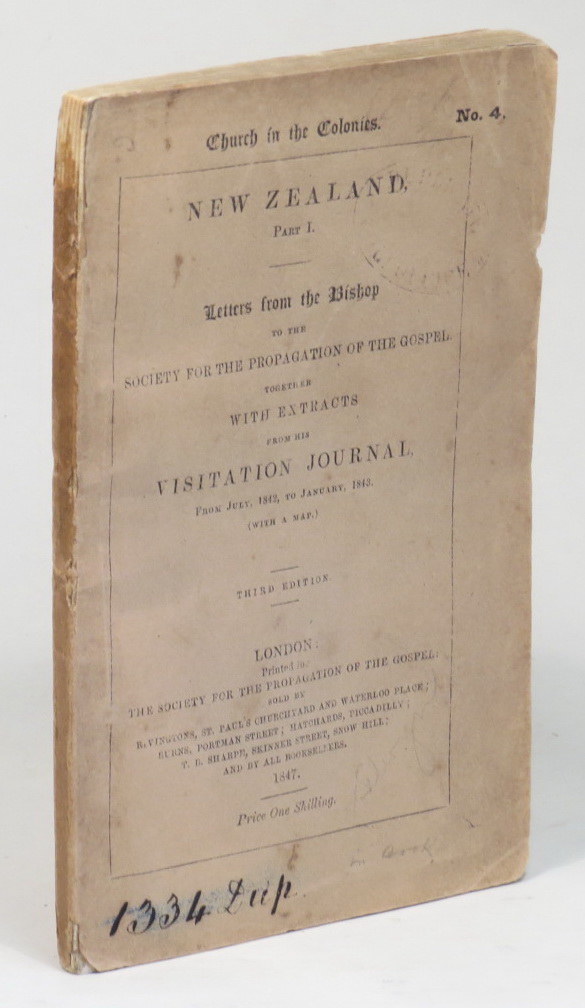 Church in the Colonies.
No. 4.
NEW ZEALAND,
PART I.
Letters from the Bishop
TO THE
SOCIETY FOR THE PROPAGATION OF THE GOSPEL.
TOGETHER
WITH EXTRACTS
FROM HIS
VISITATION JOURNAL,
FROM JULY, 1842, TO JANUARY, 1843.
(WITH A MAP.)
THIRD EDITION.
LONDON:
Printed for
THE SOCIETY FOR THE PROPAGATION OF THE GOSPEL:
SOLD BY
RIVINGTONS, ST. PAUL'S CHURCHYARD AND WATERLOO PLACE;
BURNS, PORTMAN STREET; HATCHARDS, PICCADILLY;
T. B. SHARPE, SKINNER STREET, SNOW HILL;
AND BY ALL BOOKSELLERS.
1847.
Price One Shilling.
in
1334 Dup.